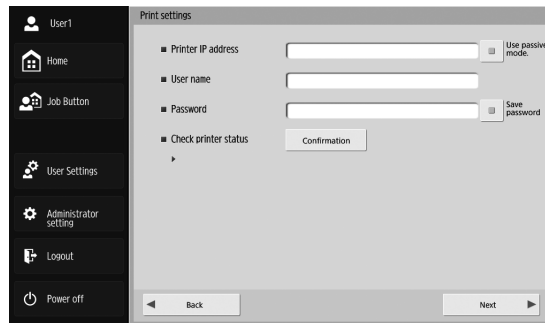 User1
Home
Job Button
User Settings
Administrator
setting
Logout
Power off
Print settings
Printer IP address
Use passive
mode.
User name
Password
Save
password
Check printer status
Confirmation
Back
Next